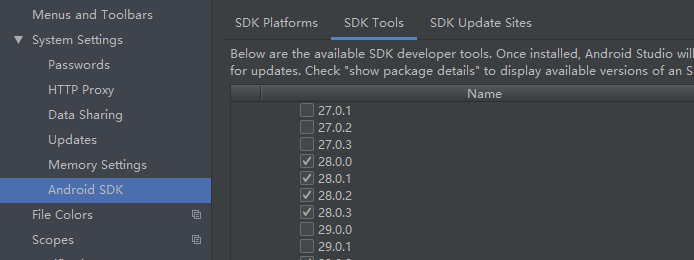 Menus and Toolbars
System Settings
Passwords
HTTP Proxy
Data Sharing
Updates
Memory Settings
Android SDK
File Colors
Scopes
SDK Platforms
SDK Tools
SDK Update Sites
Below are the available SDK developer tools. Once installed, Android Studio will
for updates. Check "show package details" to display available versions of an S
Name
27.0.1
27.0.2
27.0.3
28.0.0
28.0.1
28.0.2
28.0.3
29.0.0
29.0.1